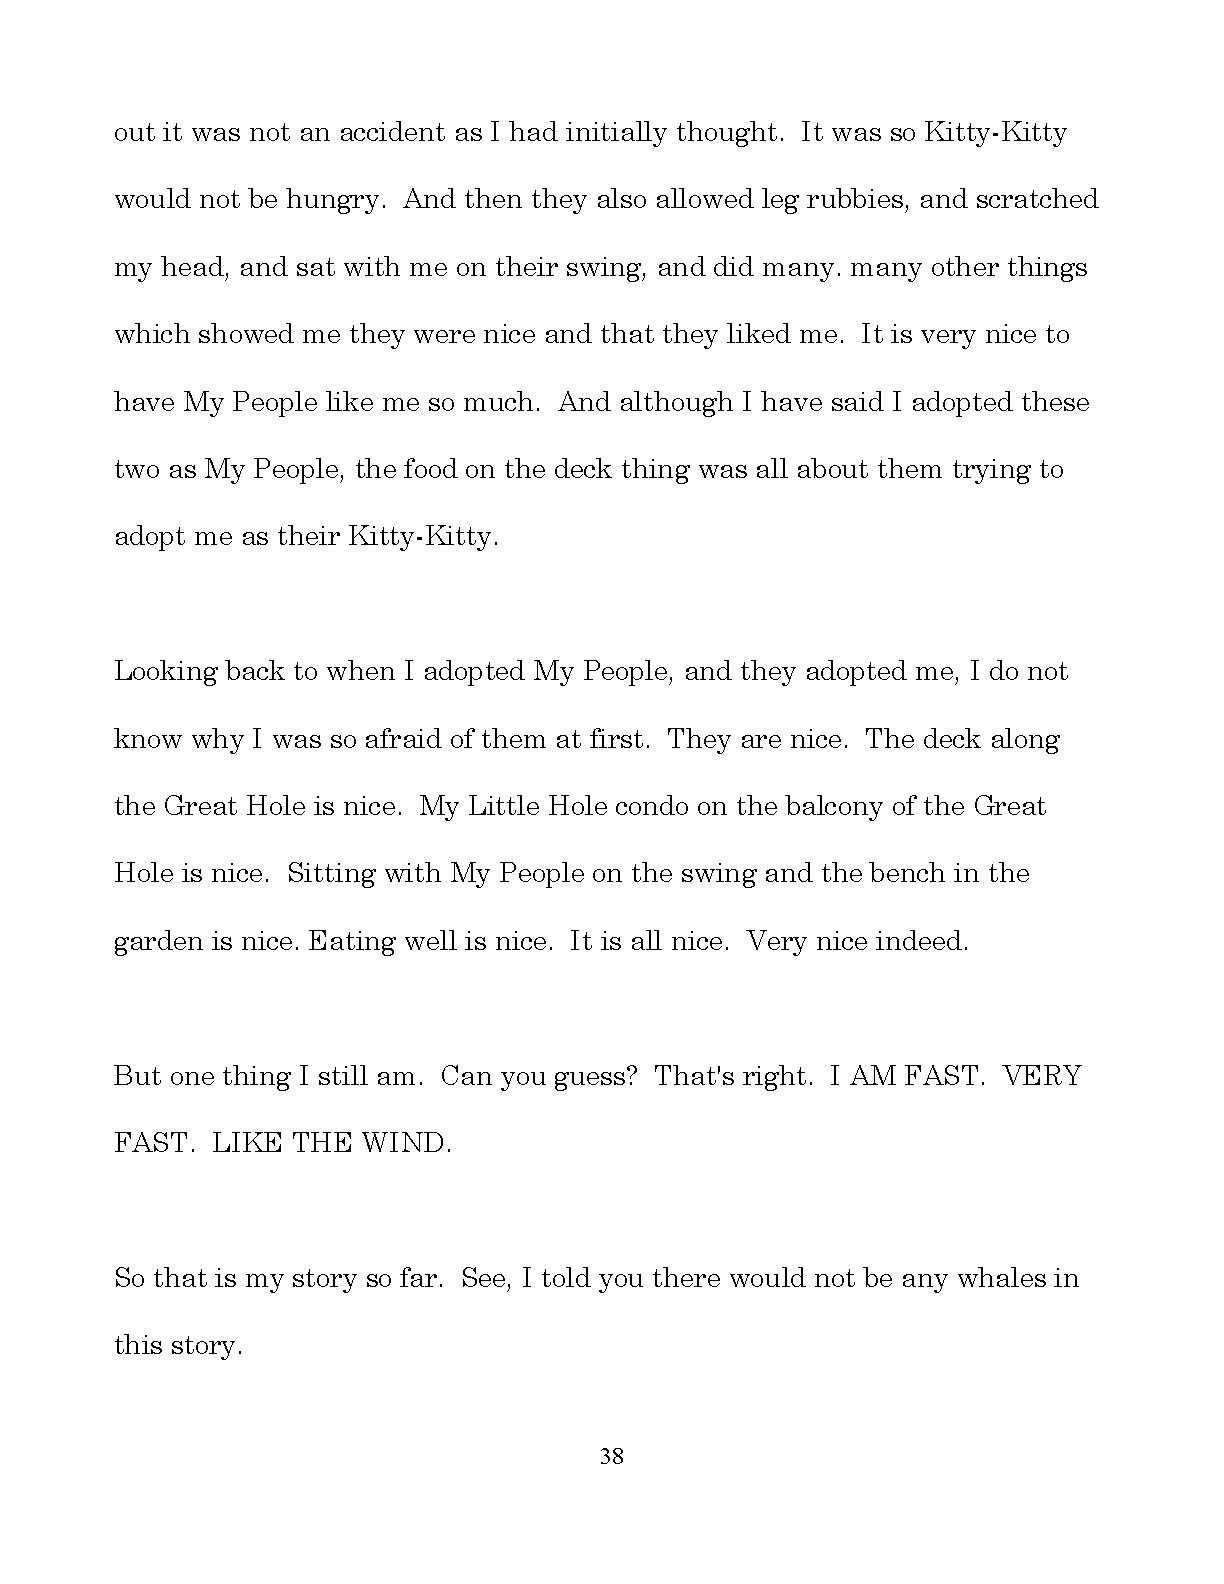 out it was not an accident as I had initially thought.  It was so Kitty-Kitty
would not be hungry.  And then they also allowed leg rubbies, and scratched
my head, and sat with me on their swing, and did many. many other things
which showed me they were nice and that they liked me.  It is very nice to
have My People like me so much.  And although I have said I adopted these
two as My People, the food on the deck thing was all about them trying to
adopt me as their Kitty-Kitty.
Looking back to when I adopted My People, and they adopted me, I do not
know why I was so afraid of them at first.  They are nice.  The deck along
the Great Hole is nice.  My Little Hole condo on the balcony of the Great
Hole is nice.  Sitting with My People on the swing and the bench in the
garden is nice. Eating well is nice.  It is all nice.  Very nice indeed.
But one thing I still am.  Can you guess?  That's right.  I AM FAST.  VERY
FAST.  LIKE THE WIND.
So that is my story so far.  See, I told you there would not be any whales in
this story.
38